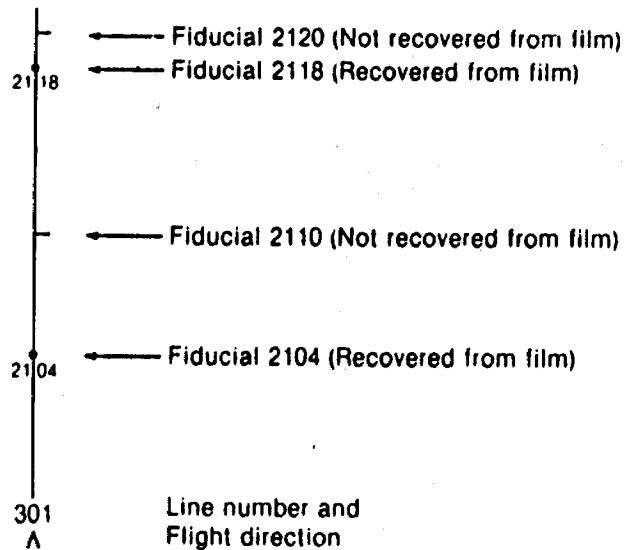 Fiducial 2120 (Not recovered from film)
Fiducial 2118 (Recovered from film)
2118
Fiducial 2110 (Not recovered from film)
Fiducial 2104 (Recovered from film)
2104
301
Line number and
Flight direction